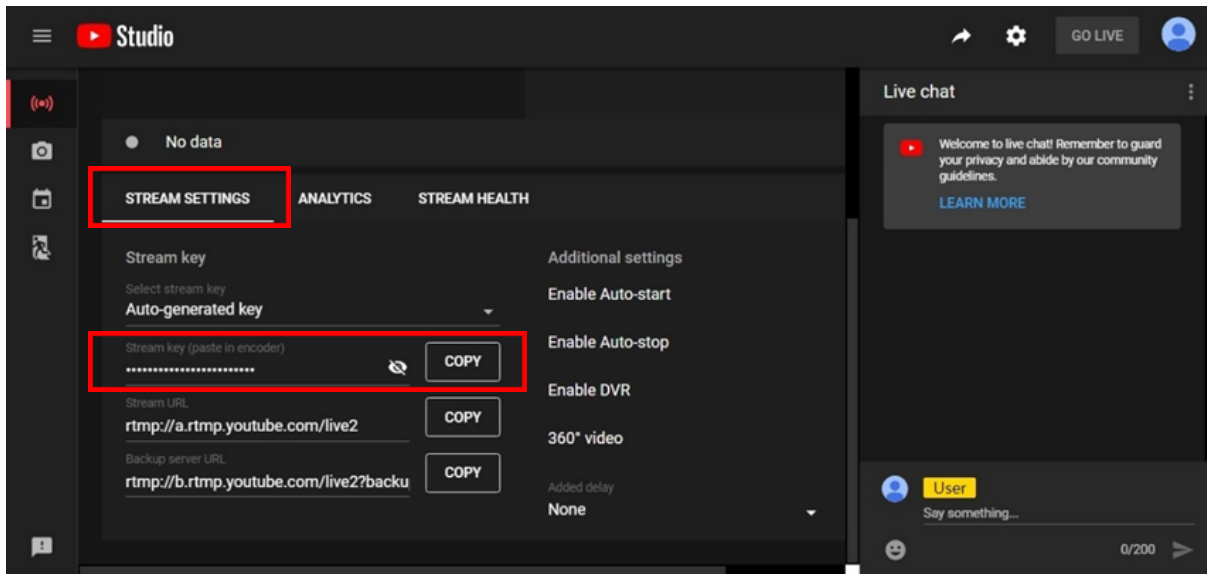 Studio
GO LIVE
No data
STREAM SETTINGS
ANALYTICS
STREAM HEALTH
Stream key
Select stream key
Auto-generated key
Stream key (paste in encoder)
COPY
Stream URL
rtmp://a.rtmp.youtube.com/live2
COPY
Backup server URL
rtmp://b.rtmp.youtube.com/live2?backu
COPY
Additional settings
Enable Auto-start
Enable Auto-stop
Enable DVR
360° video
Added delay
None
Live chat
Welcome to live chat! Remember to guard
your privacy and abide by our community
guidelines.
LEARN MORE
User
Say something...
0/200